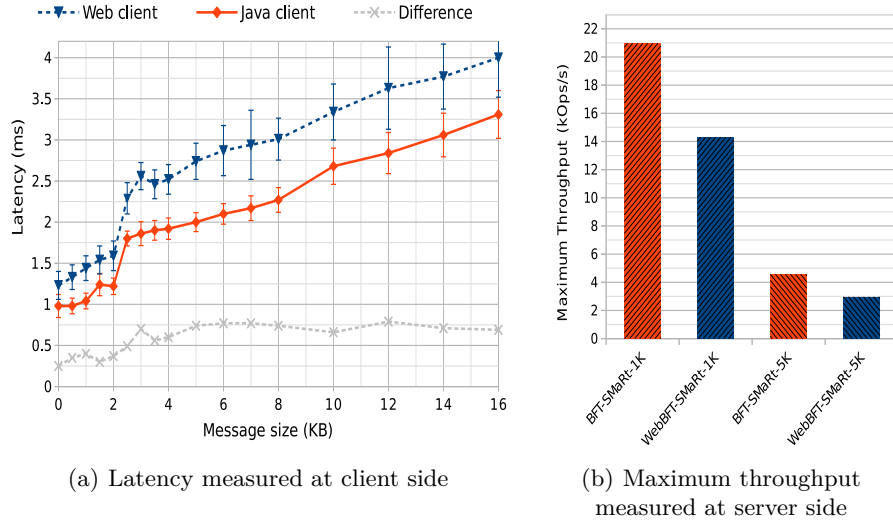 Web client Java client Difference
4
3.5
3
2.5
2
1.5
1
0.5
0
Latency (ms)
0 2 4 6 8 10 12 14 16
Message size (KB)
(a) Latency measured at client side
22
20
18
16
14
12
10
8
6
4
2
0
Maximum Throughput (kOps/s)
BFT-SMaRt-1K
WebBFT-SMaRt-1K
BFT-SMaRt-5K
WebBFT-SMaRt-5K
(b) Maximum throughput
measured at server side